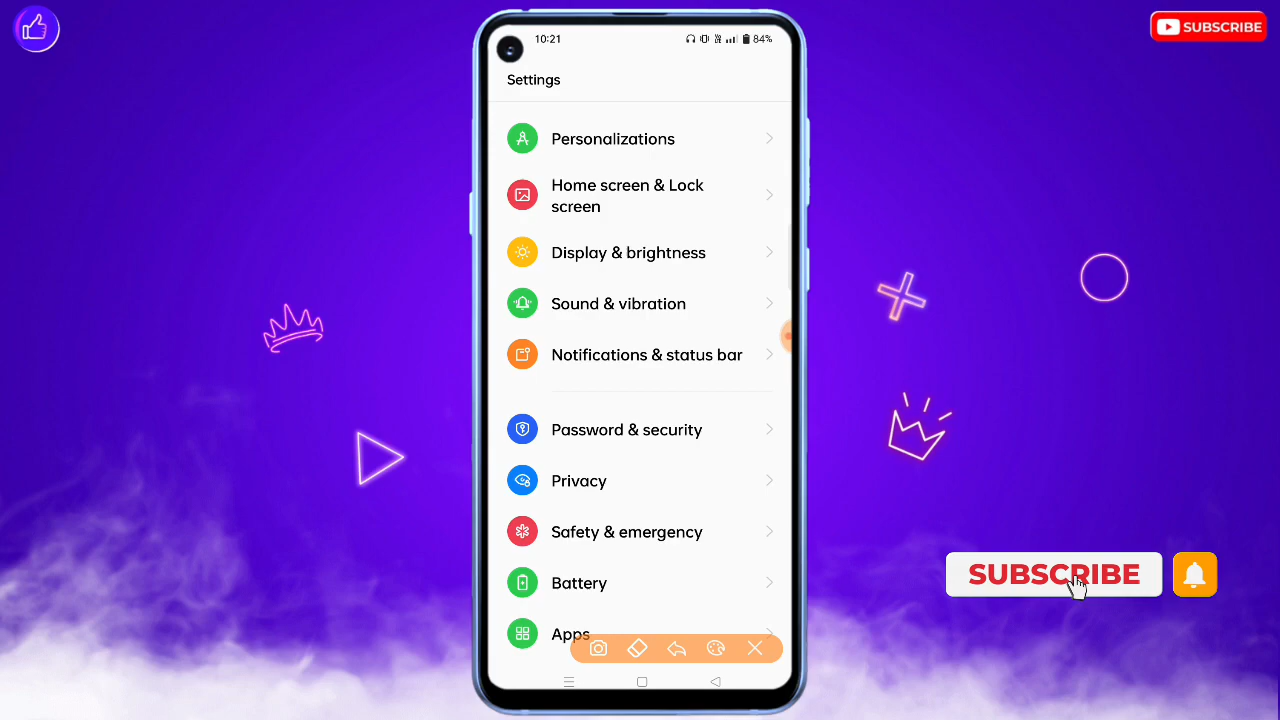 SUBSCRIBE
10:21
84%
Settings
Personalizations
Home screen & Lock
screen
Display & brightness
Sound & vibration
Notifications & status bar
Password & security
Privacy
Safety & emergency
Battery
Apps
SUBSCRIBE